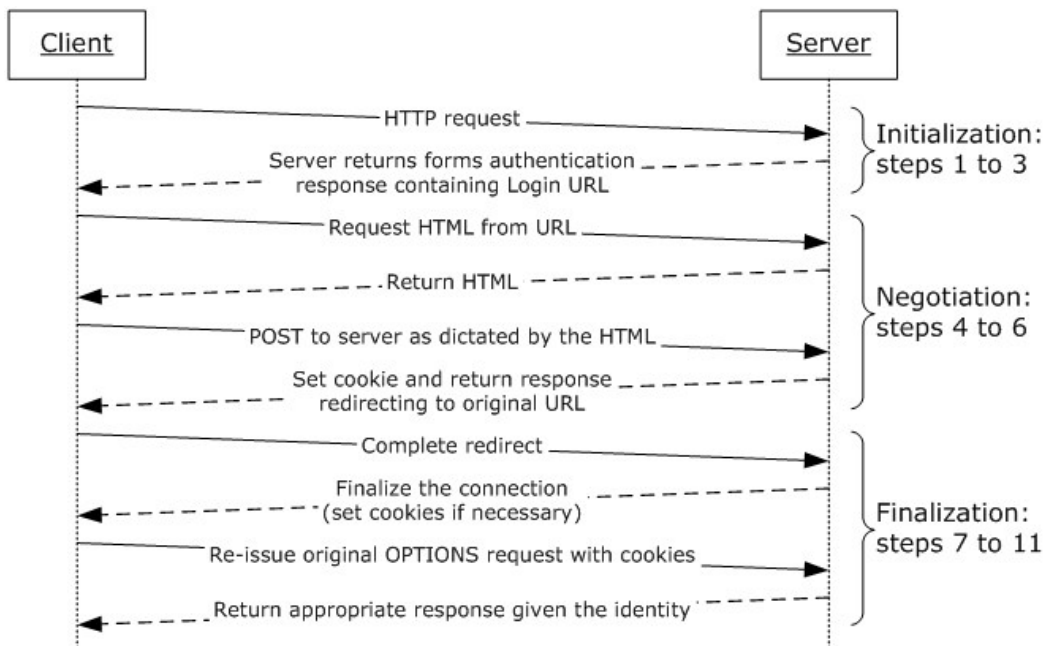 Client
Server
HTTP request
Server returns forms authentication
response containing Login URL
Initialization:
steps 1 to 3
Request HTML from URL
Return HTML
POST to server as dictated by the HTML
Set cookie and return response
redirecting to original URL
Negotiation:
steps 4 to 6
Complete redirect
Finalize the connection
(set cookies if necessary)
Re-issue original OPTIONS request with cookies
Return appropriate response given the identity
Finalization:
steps 7 to 11